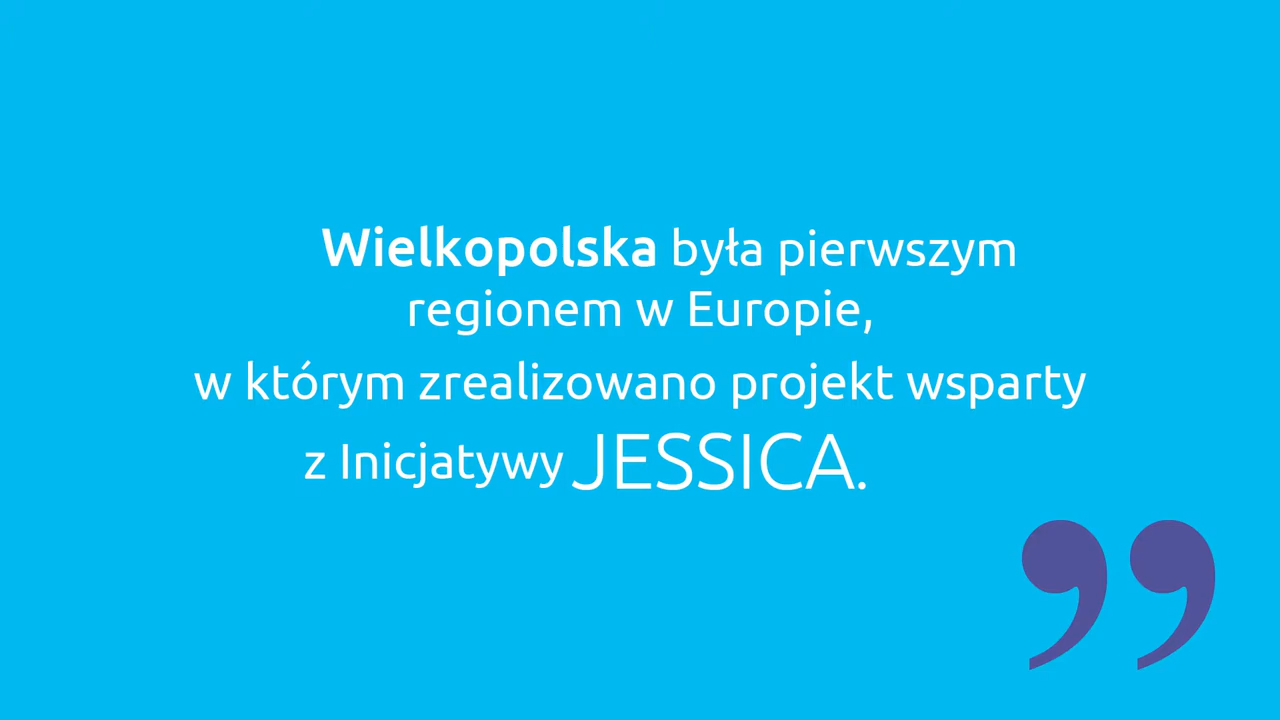 Wielkopolska była pierwszym
regionem w Europie,
w którym zrealizowano projekt wsparty
z Inicjatywy JESSICA.
”